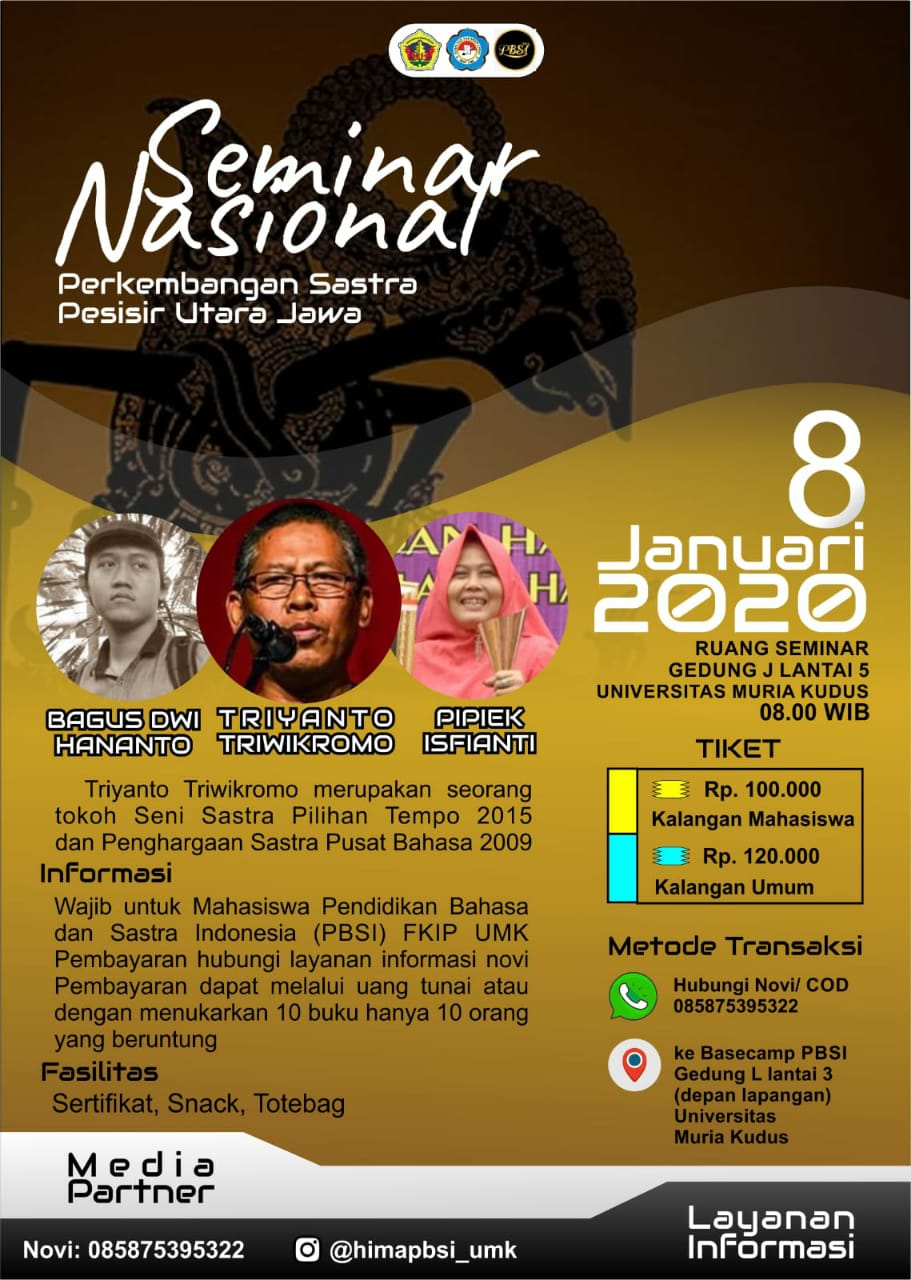 PBSI
Seminar
Nasional
Perkembangan Sastra
Pesisir Utara Jawa
8
Januari
2020
RUANG SEMINAR
GEDUNG J LANTAI 5
UNIVERSITAS MURIA KUDUS
08.00 WIB
BAGUS DWI
HANANTO
TRIYANTO
TRIWIKROMO
PIPIEK
ISFIANTI
TIKET
Rp. 100.000
Kalangan Mahasiswa
Rp. 120.000
Kalangan Umum
Triyanto Triwikromo merupakan seorang
tokoh Seni Sastra Pilihan Tempo 2015
dan Penghargaan Sastra Pusat Bahasa 2009
Informasi
Wajib untuk Mahasiswa Pendidikan Bahasa
dan Sastra Indonesia (PBSI) FKIP UMK
Pembayaran hubungi layanan informasi novi
Pembayaran dapat melalui uang tunai atau
dengan menukarkan 10 buku hanya 10 orang
yang beruntung
Fasilitas
Sertifikat, Snack, Totebag
Metode Transaksi
Hubungi Novi/ COD
085875395322
ke Basecamp PBSI
Gedung L lantai 3
(depan lapangan)
Universitas
Muria Kudus
Media
Partner
Novi: 085875395322
@himapbsi_umk
Layanan
Informasi